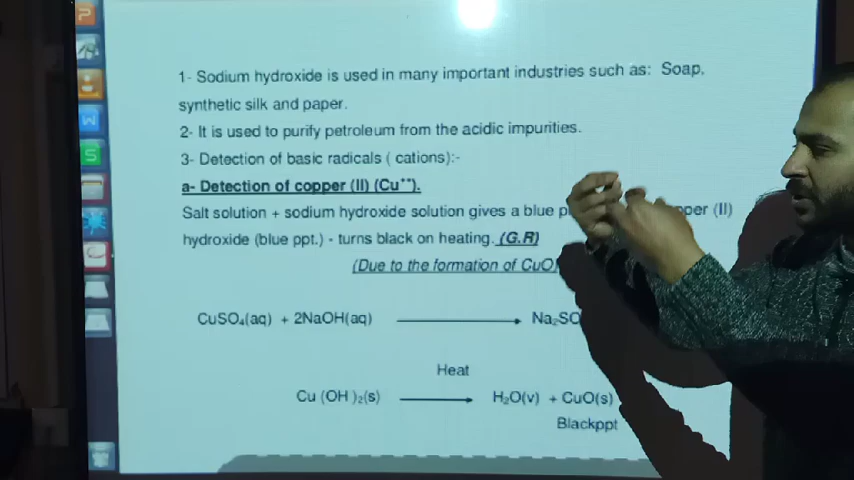 1- Sodium hydroxide is used in many important industries such as: Soap,
synthetic silk and paper.
2- It is used to purify petroleum from the acidic impurities.
3- Detection of basic radicals ( cations):-
a- Detection of copper (II) (Cu⁺⁺).
Salt solution + sodium hydroxide solution gives a blue (II)
hydroxide (blue ppt.) - turns black on heating. (G.R)
(Due to the formation of CuO)
CuSO₄(aq) + 2NaOH(aq) ⟶ Na₂SO
Heat
Cu (OH )₂(s) ⟶ H₂O(v) + CuO(s)
Blackppt